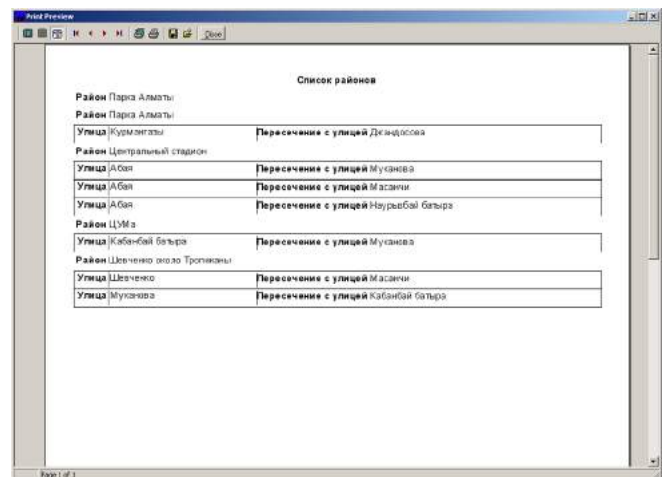 Print Preview
Close
Список районов
Район Парка Алматы
Район Парка Алматы
Улица Курмангазы Пересечение с улицей Джандосова
Район Центральный стадион
Улица Абая Пересечение с улицей Муканова
Улица Абая Пересечение с улицей Масанчи
Улица Абая Пересечение с улицей Наурызбай батыра
Район ЦУМа
Улица Кабанбай батыра Пересечение с улицей Муканова
Район Шевченко около Тропиканы
Улица Шевченко Пересечение с улицей Масанчи
Улица Муканова Пересечение с улицей Кабанбай батыра
Page 1 of 1